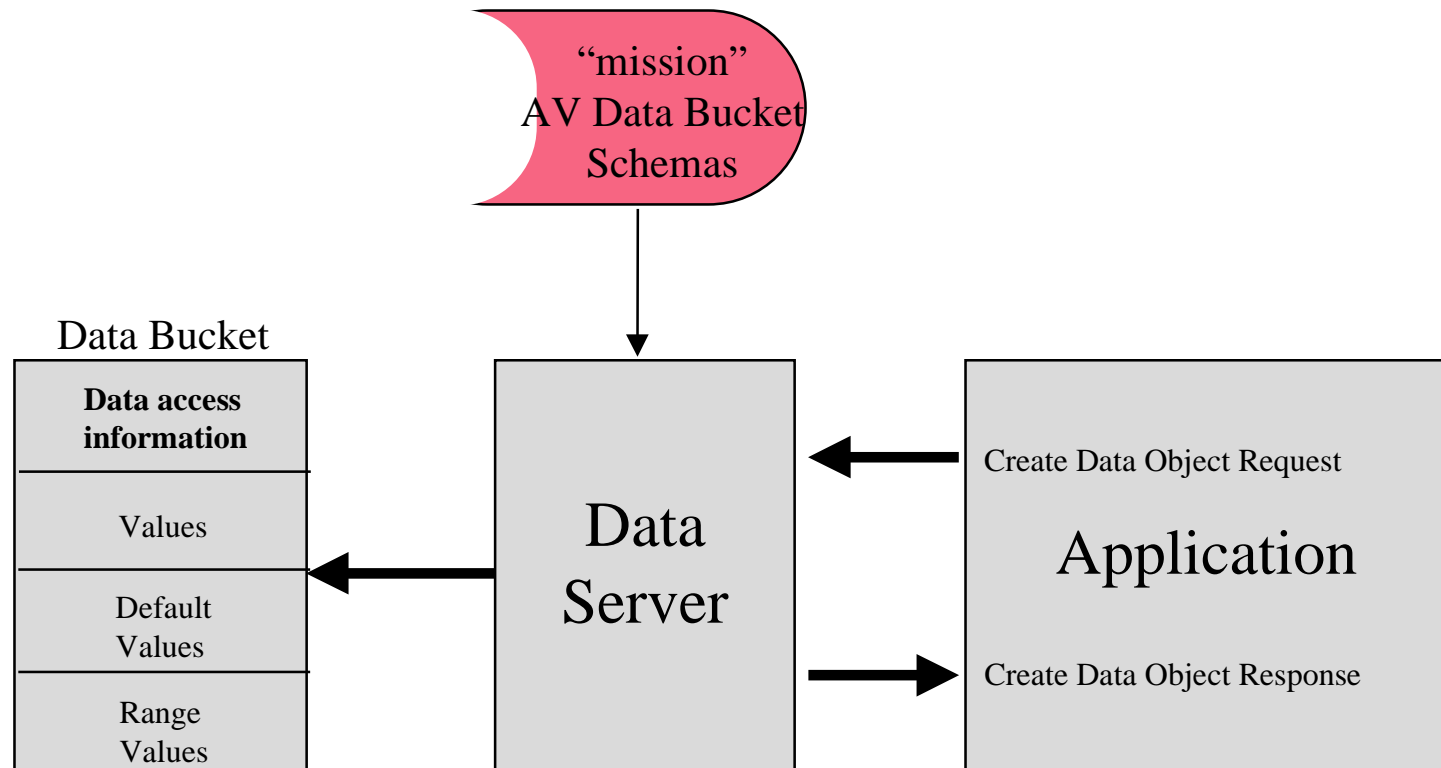 “mission”
AV Data Bucket
Schemas
Data Bucket
Data access
information
Values
Default
Values
Range
Values
Data
Server
Create Data Object Request
Application
Create Data Object Response